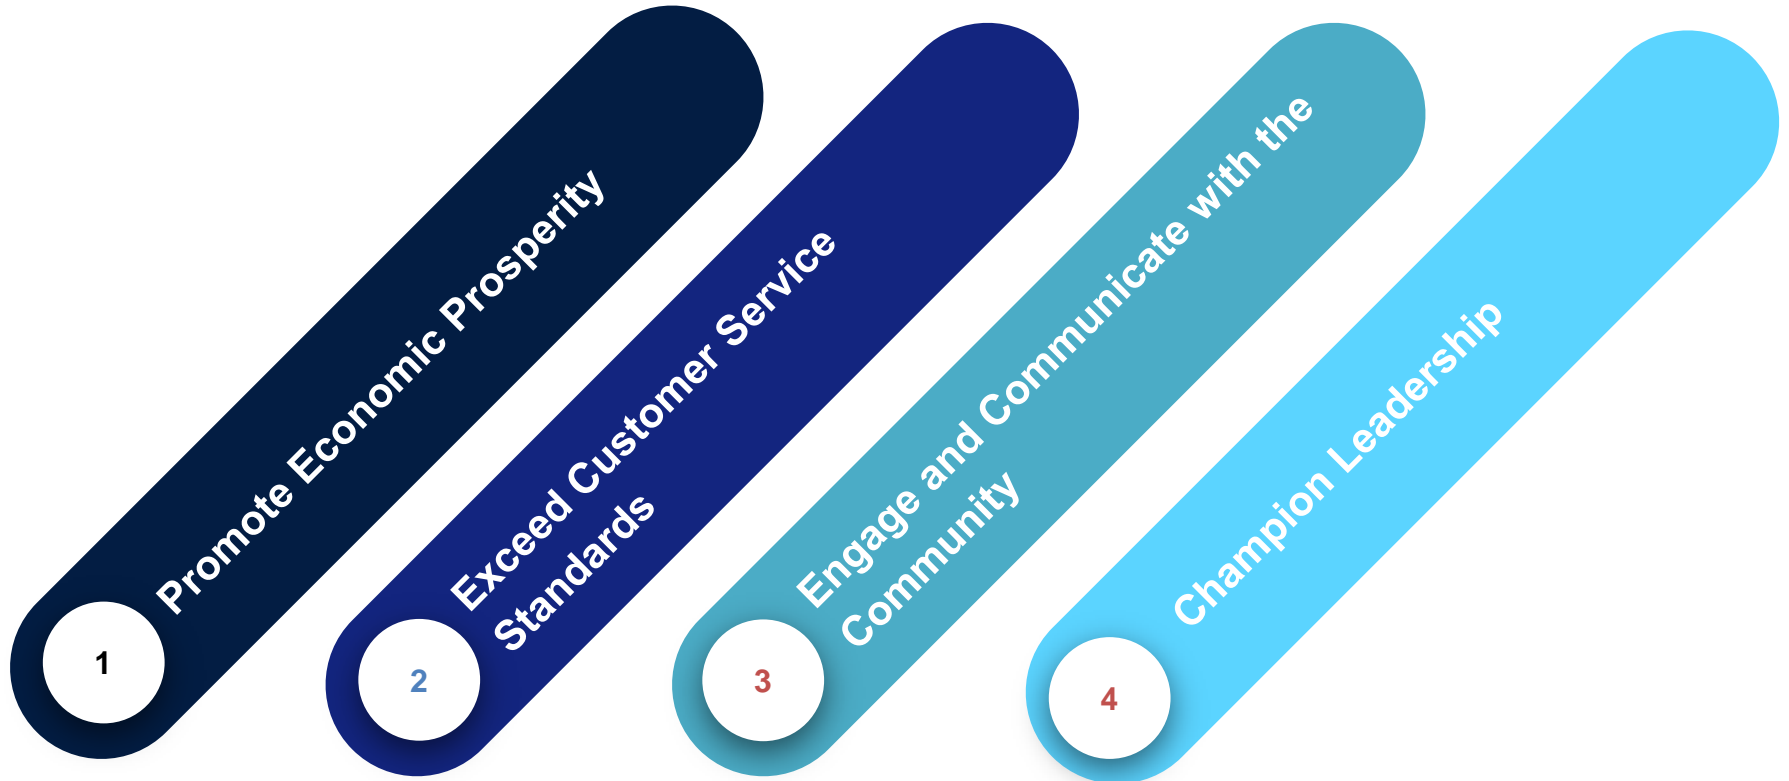 1
Promote Economic Prosperity
2
Exceed Customer Service
Standards
3
Engage and Communicate with the
Community
4
Champion Leadership